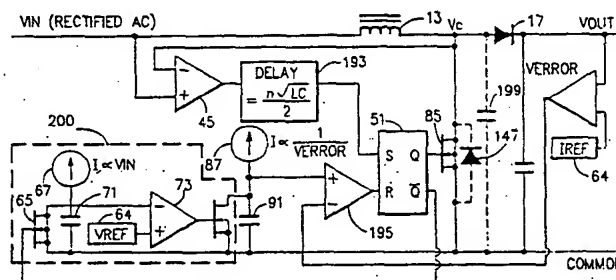 VIN (RECTIFIED AC)
13
Vc
17
VOUT
VERROR
193
DELAY
= n√LC / 2
199
45
85
200
87
I ∝ 1/VERROR
51
147
I ∝ VIN
67
71
73
S Q
IREF
64
65
64
VREF
91
R Q̅
195
COMMON